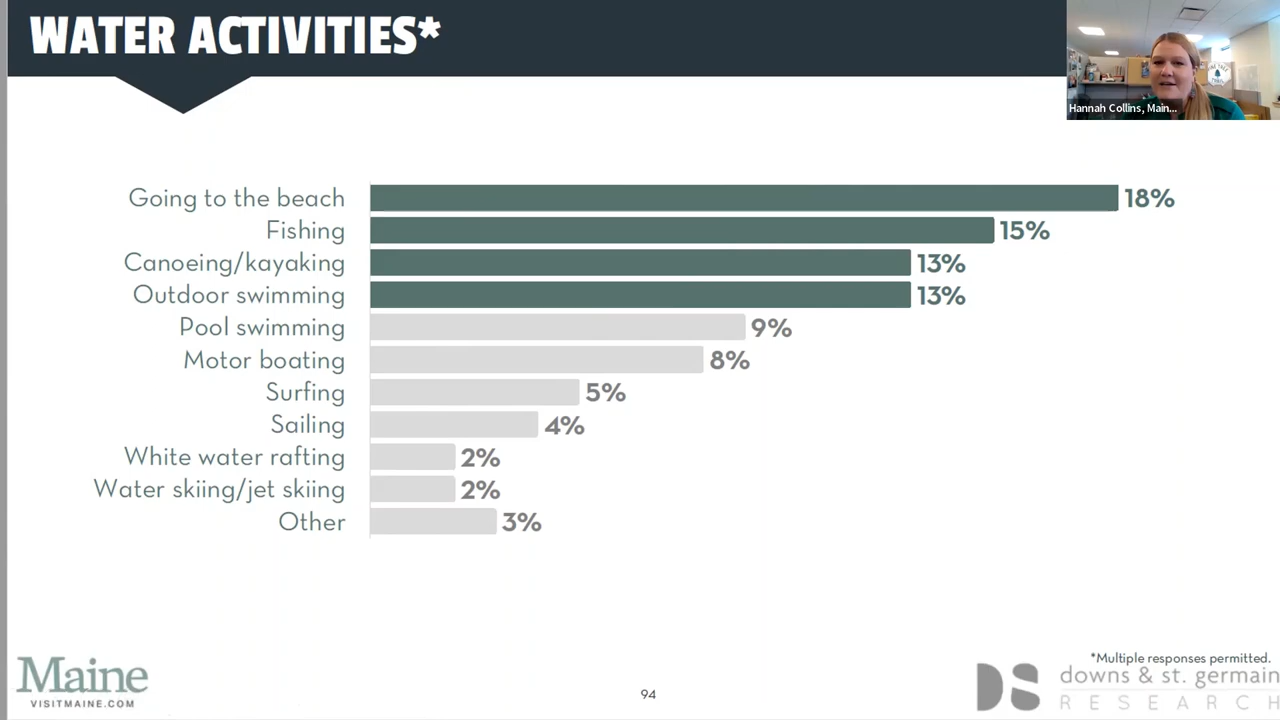 WATER ACTIVITIES*
Hannah Collins, Main...
Going to the beach 18%
Fishing 15%
Canoeing/kayaking 13%
Outdoor swimming 13%
Pool swimming 9%
Motor boating 8%
Surfing 5%
Sailing 4%
White water rafting 2%
Water skiing/jet skiing 2%
Other 3%
*Multiple responses permitted.
Maine
VISITMAINE.COM
94
DS downs & st. germain
RESEARCH